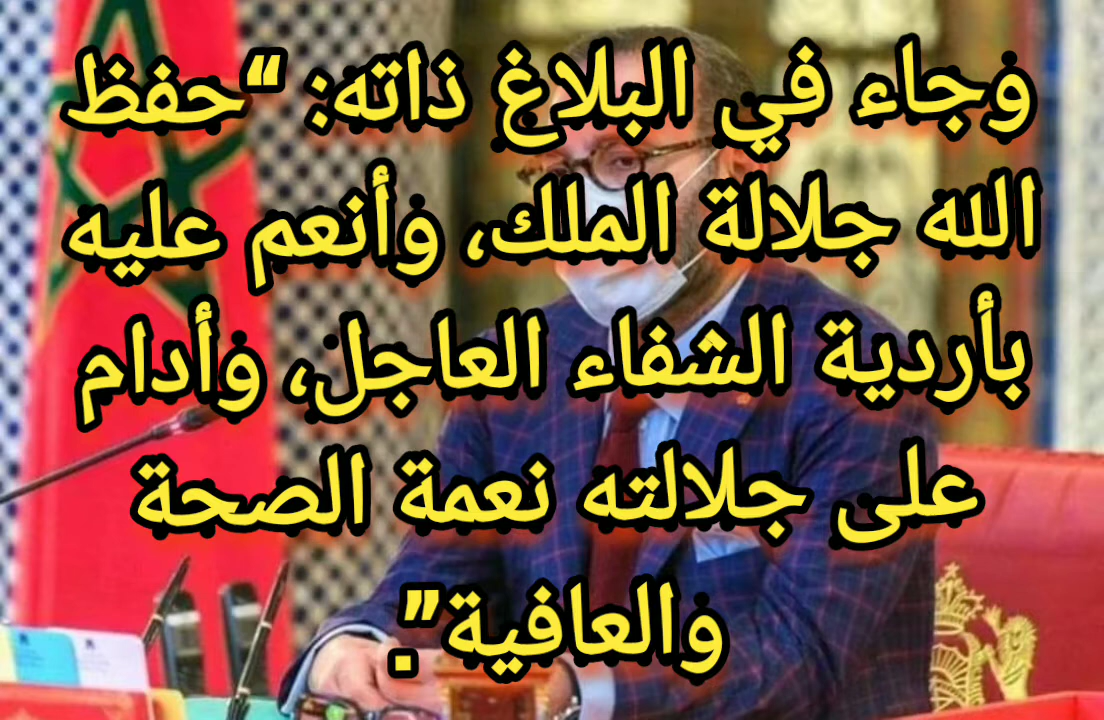 وجاء في البلاغ ذاته: “حفظ
الله جلالة الملك، وأنعم عليه
بأردية الشفاء العاجل، وأدام
على جلالته نعمة الصحة
والعافية”.